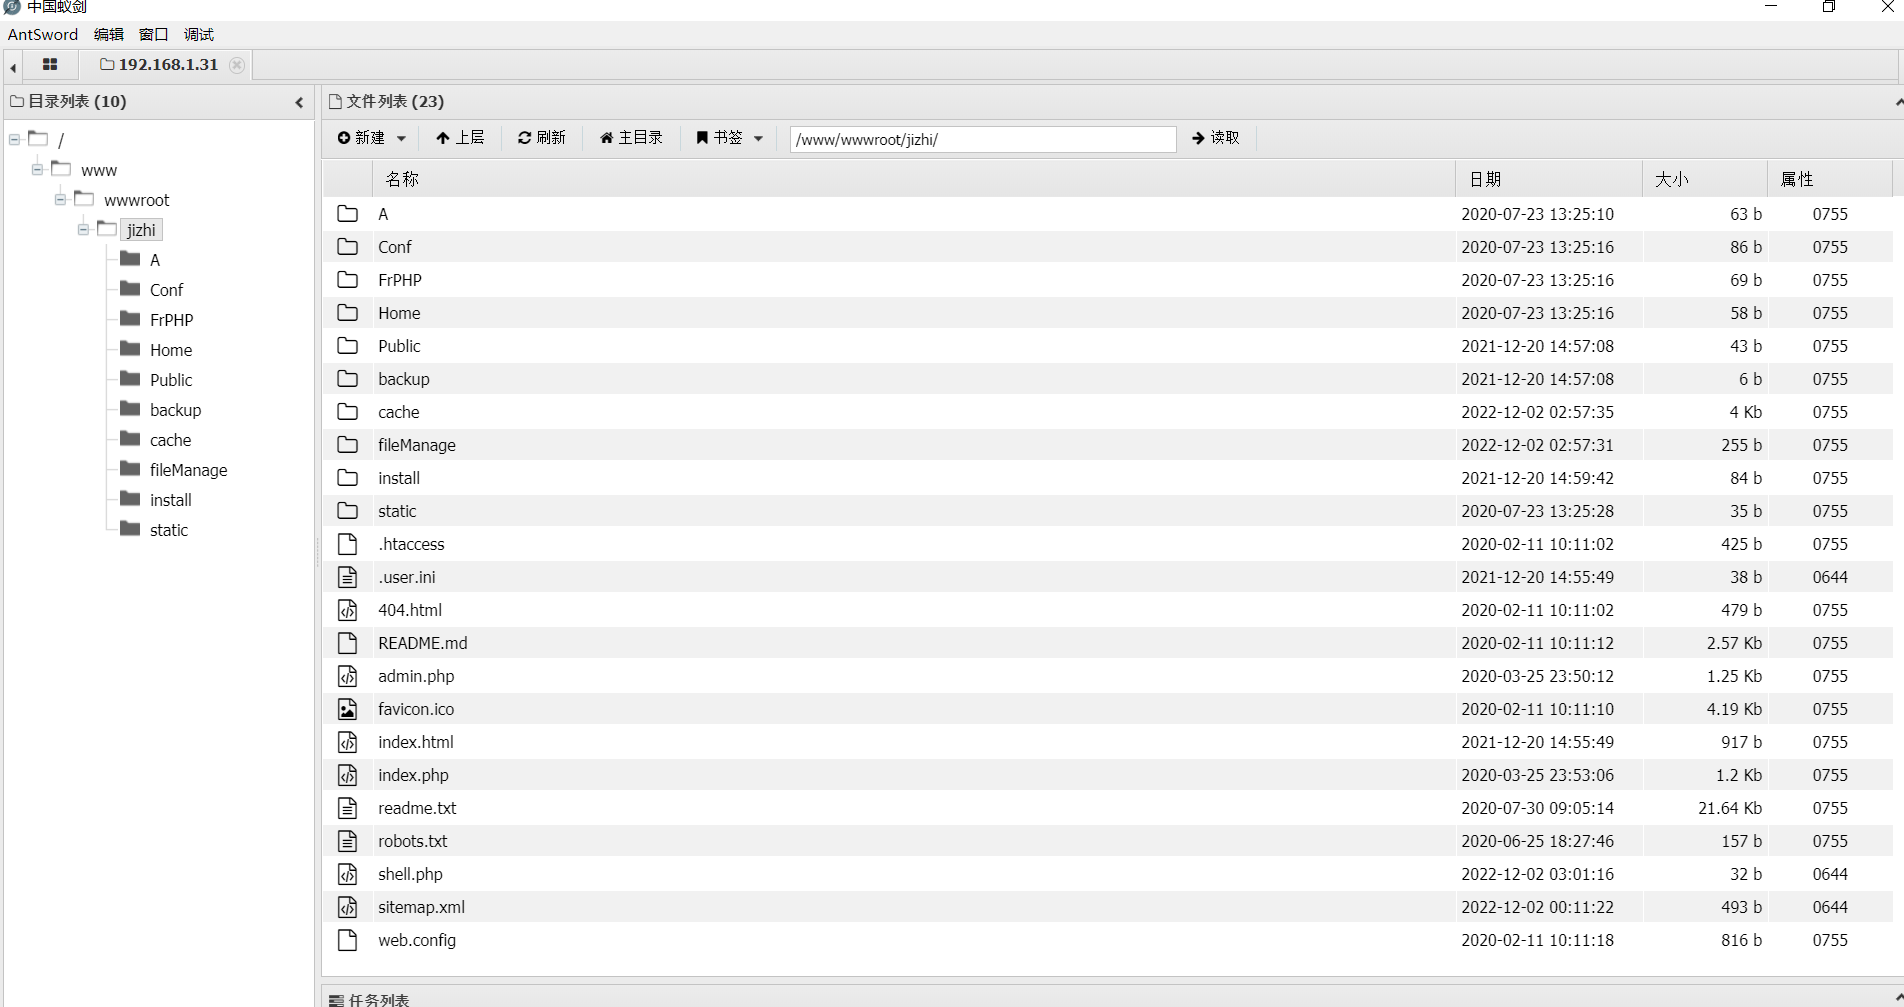 中国蚁剑
AntSword 编辑 窗口 调试
192.168.1.31
目录列表 (10)
/
www
wwwroot
jizhi
A
Conf
FrPHP
Home
Public
backup
cache
fileManage
install
static
文件列表 (23)
新建 上层 刷新 主目录 书签 /www/wwwroot/jizhi/ 读取
名称 日期 大小 属性
A 2020-07-23 13:25:10 63 b 0755
Conf 2020-07-23 13:25:16 86 b 0755
FrPHP 2020-07-23 13:25:16 69 b 0755
Home 2020-07-23 13:25:16 58 b 0755
Public 2021-12-20 14:57:08 43 b 0755
backup 2021-12-20 14:57:08 6 b 0755
cache 2022-12-02 02:57:35 4 Kb 0755
fileManage 2022-12-02 02:57:31 255 b 0755
install 2021-12-20 14:59:42 84 b 0755
static 2020-07-23 13:25:28 35 b 0755
.htaccess 2020-02-11 10:11:02 425 b 0755
.user.ini 2021-12-20 14:55:49 38 b 0644
404.html 2020-02-11 10:11:02 479 b 0755
README.md 2020-02-11 10:11:12 2.57 Kb 0755
admin.php 2020-03-25 23:50:12 1.25 Kb 0755
favicon.ico 2020-02-11 10:11:10 4.19 Kb 0755
index.html 2021-12-20 14:55:49 917 b 0755
index.php 2020-03-25 23:53:06 1.2 Kb 0755
readme.txt 2020-07-30 09:05:14 21.64 Kb 0755
robots.txt 2020-06-25 18:27:46 157 b 0755
shell.php 2022-12-02 03:01:16 32 b 0644
sitemap.xml 2022-12-02 00:11:22 493 b 0644
web.config 2020-02-11 10:11:18 816 b 0755
任务列表